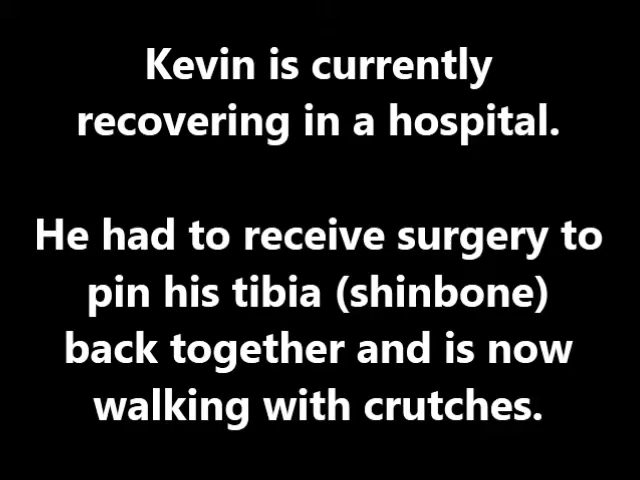 Kevin is currently
recovering in a hospital.
He had to receive surgery to
pin his tibia (shinbone)
back together and is now
walking with crutches.